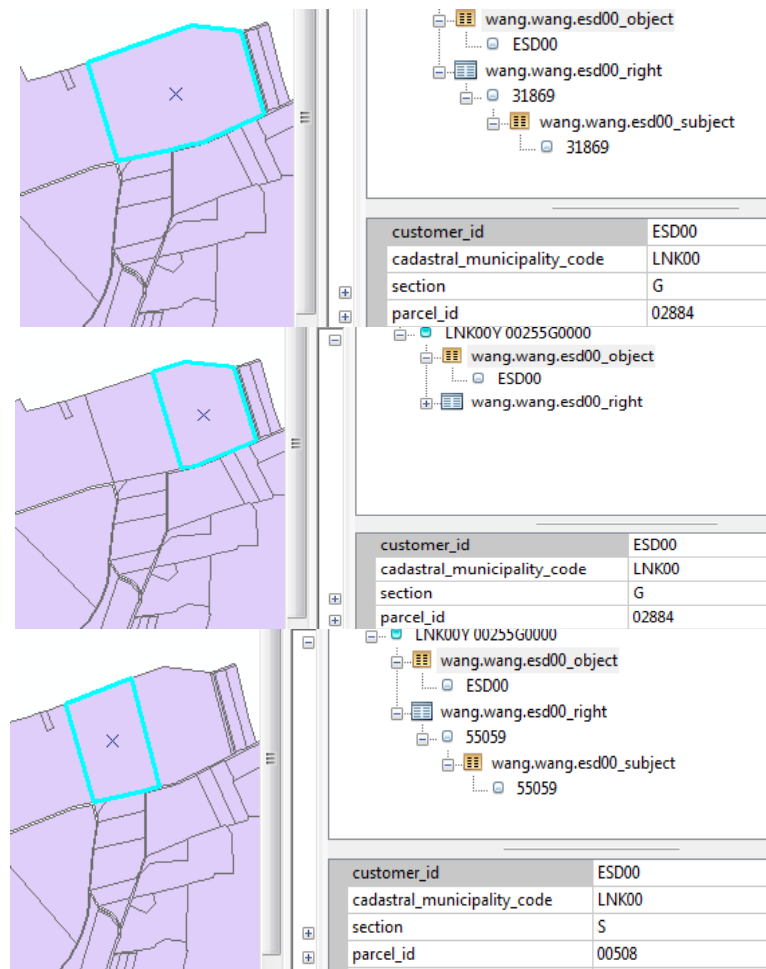 wang.wang.esd00_object
ESD00
wang.wang.esd00_right
31869
wang.wang.esd00_subject
31869
customer_id ESD00
cadastral_municipality_code LNK00
section G
parcel_id 02884
LNK00Y 00255G0000
wang.wang.esd00_object
ESD00
wang.wang.esd00_right
customer_id ESD00
cadastral_municipality_code LNK00
section G
parcel_id 02884
LNK00Y 00255G0000
wang.wang.esd00_object
ESD00
wang.wang.esd00_right
55059
wang.wang.esd00_subject
55059
customer_id ESD00
cadastral_municipality_code LNK00
section S
parcel_id 00508